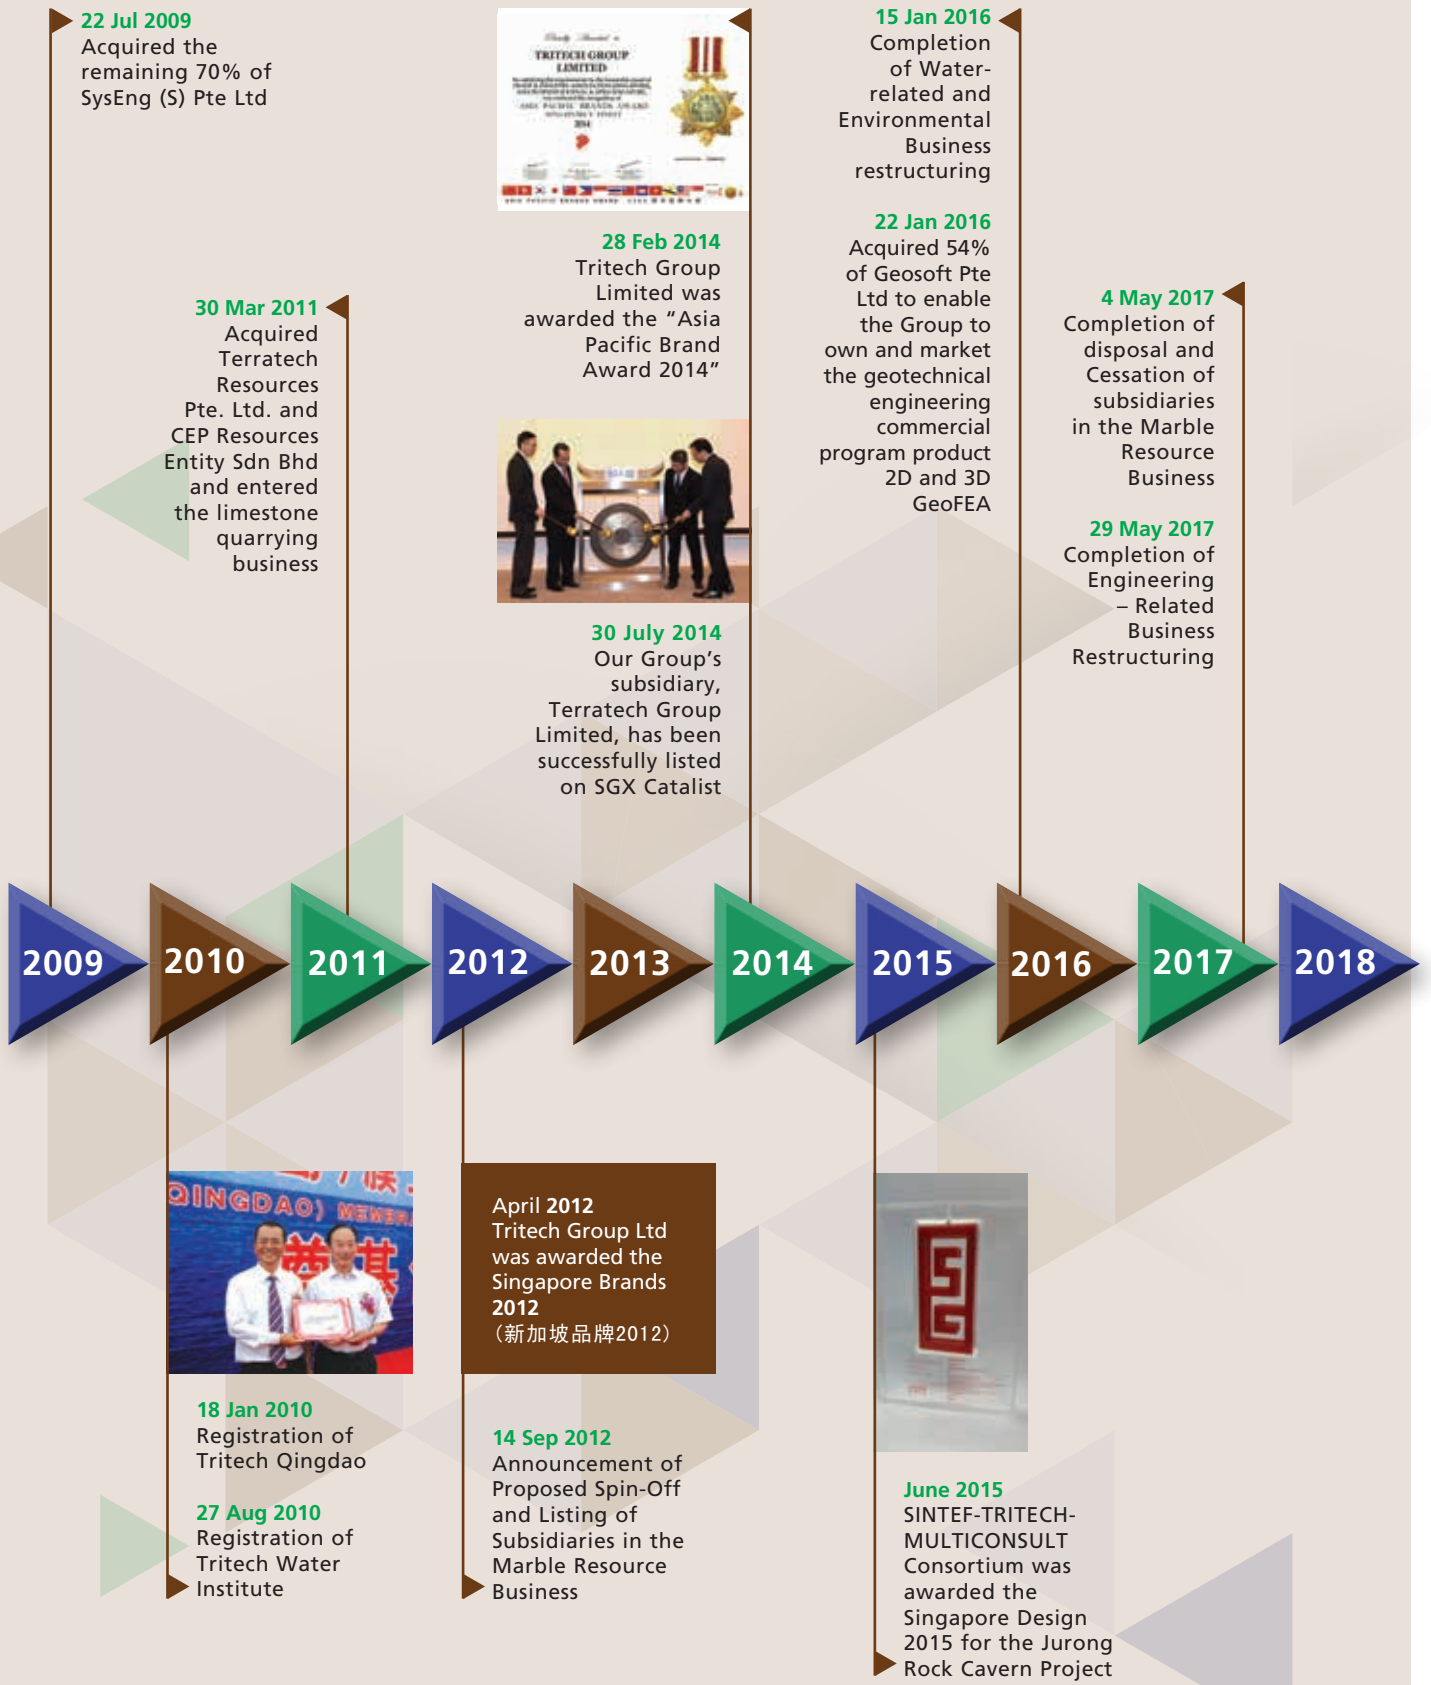 22 Jul 2009
Acquired the
remaining 70% of
SysEng (S) Pte Ltd
30 Mar 2011
Acquired
Terratech
Resources
Pte. Ltd. and
CEP Resources
Entity Sdn Bhd
and entered
the limestone
quarrying
business
TRITECH GROUP
LIMITED
2014
28 Feb 2014
Tritech Group
Limited was
awarded the “Asia
Pacific Brand
Award 2014”
30 July 2014
Our Group’s
subsidiary,
Terratech Group
Limited, has been
successfully listed
on SGX Catalist
15 Jan 2016
Completion
of Water-
related and
Environmental
Business
restructuring
22 Jan 2016
Acquired 54%
of Geosoft Pte
Ltd to enable
the Group to
own and market
the geotechnical
engineering
commercial
program product
2D and 3D
GeoFEA
4 May 2017
Completion of
disposal and
Cessation of
subsidiaries
in the Marble
Resource
Business
29 May 2017
Completion of
Engineering
– Related
Business
Restructuring
2009
2010
2011
2012
2013
2014
2015
2016
2017
2018
QINGDAO) MEMBR
18 Jan 2010
Registration of
Tritech Qingdao
27 Aug 2010
Registration of
Tritech Water
Institute
April 2012
Tritech Group Ltd
was awarded the
Singapore Brands
2012
（新加坡品牌2012）
14 Sep 2012
Announcement of
Proposed Spin-Off
and Listing of
Subsidiaries in the
Marble Resource
Business
June 2015
SINTEF-TRITECH-
MULTICONSULT
Consortium was
awarded the
Singapore Design
2015 for the Jurong
Rock Cavern Project